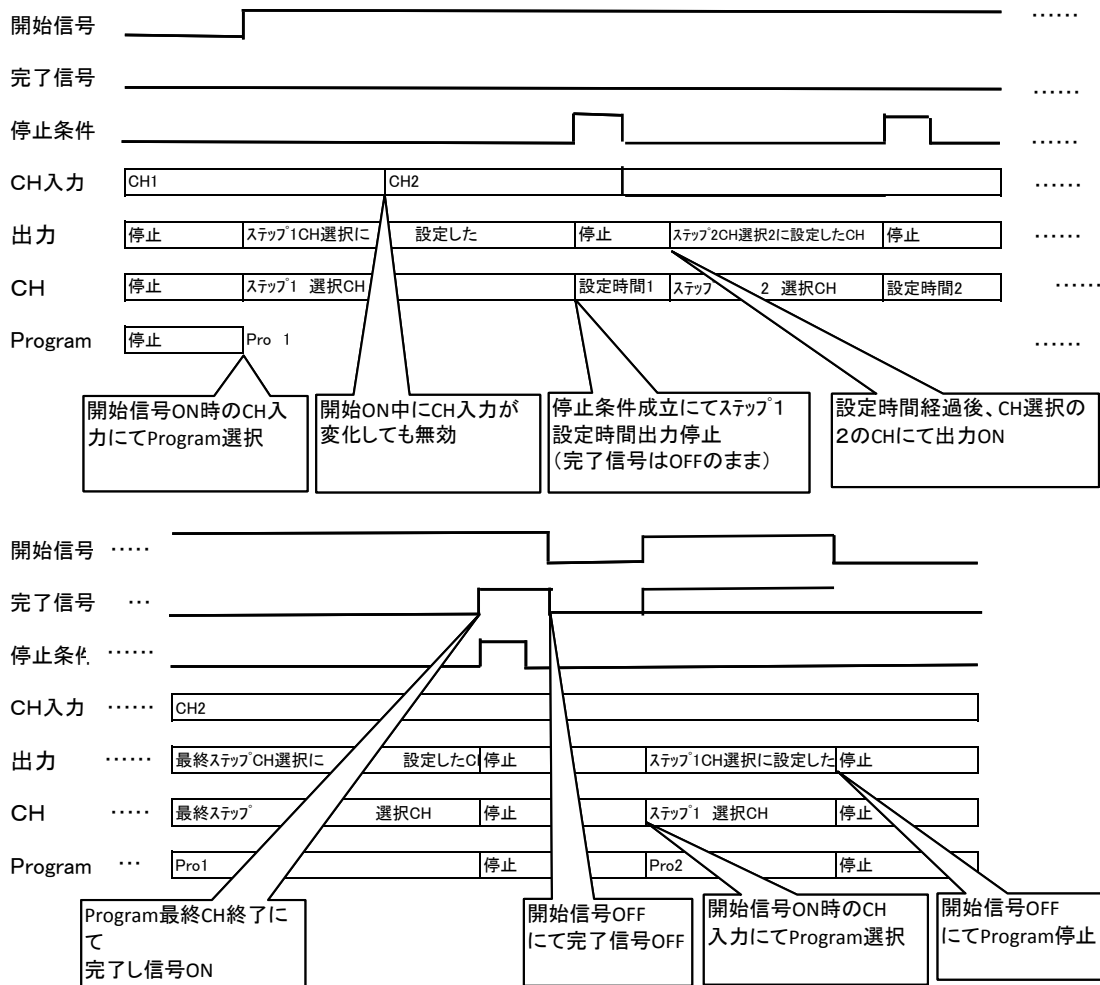 開始信号 ……
完了信号 ……
停止条件 ……
CH入力 CH1 CH2 ……
出力 停止 ステップ1CH選択に 設定した 停止 ステップ2CH選択2に設定したCH 停止 ……
CH 停止 ステップ1 選択CH 設定時間1 ステップ 2 選択CH 設定時間2 ……
Program 停止 Pro 1 ……
開始信号ON時のCH入
力にてProgram選択
開始ON中にCH入力が
変化しても無効
停止条件成立にてステップ1
設定時間出力停止
(完了信号はOFFのまま)
設定時間経過後、CH選択の
2のCHにて出力ON
開始信号 ……
完了信号 …
停止条件 ……
CH入力 …… CH2
出力 …… 最終ステップCH選択に 設定したC 停止 ステップ1CH選択に設定した 停止
CH …… 最終ステップ 選択CH 停止 ステップ1 選択CH 停止
Program … Pro1 停止 Pro2 停止
Program最終CH終了に
て
完了し信号ON
開始信号OFF
にて完了信号OFF
開始信号ON時のCH
入力にてProgram選択
開始信号OFF
にてProgram停止